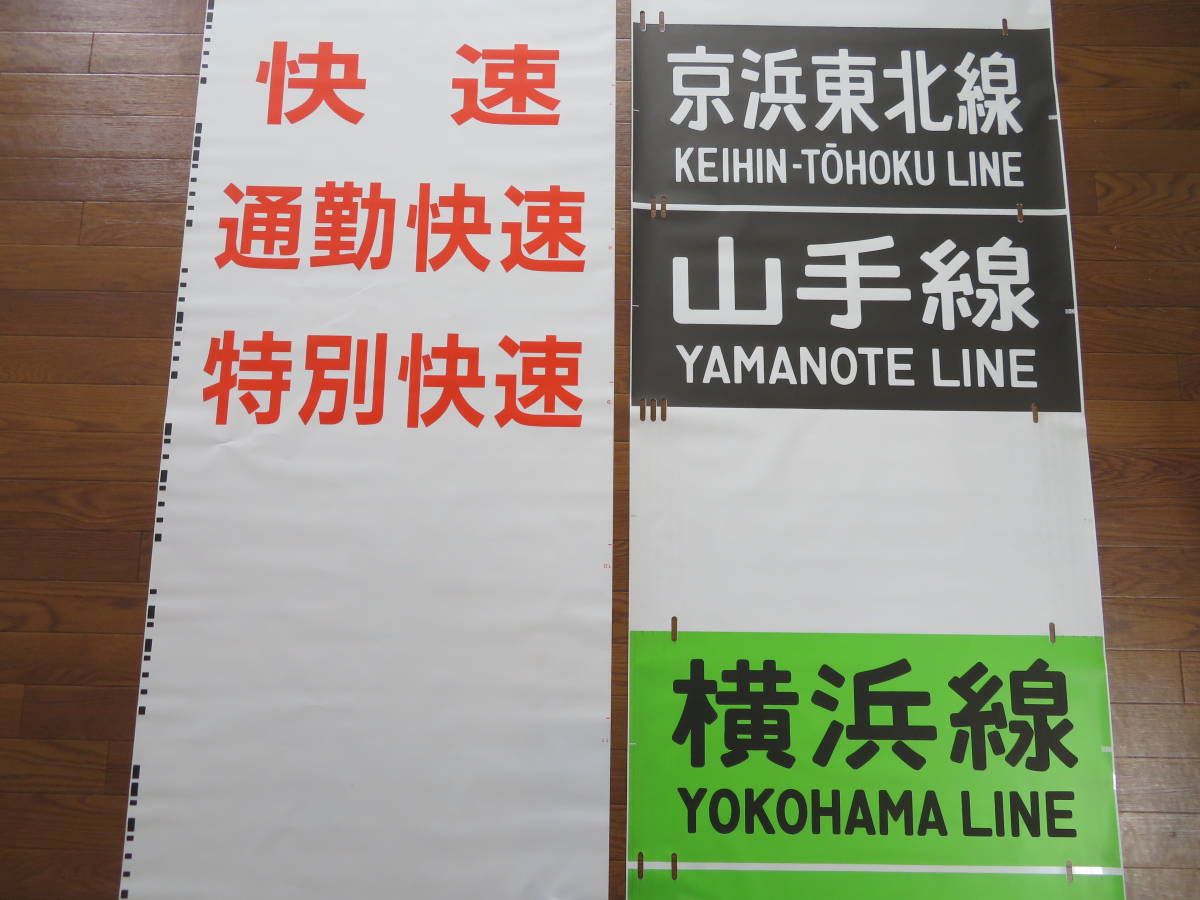 快速
通勤快速
特別快速
京浜東北線
KEIHIN-TŌHOKU LINE
山手線
YAMANOTE LINE
横浜線
YOKOHAMA LINE